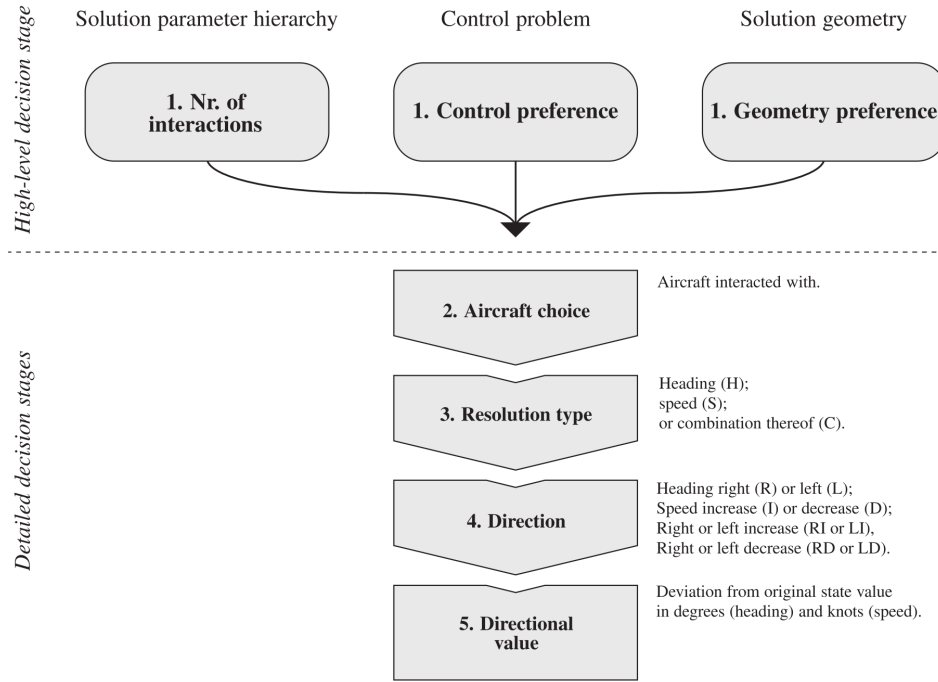 Solution parameter hierarchy
Control problem
Solution geometry
High-level decision stage
1. Nr. of
interactions
1. Control preference
1. Geometry preference
Detailed decision stages
2. Aircraft choice
Aircraft interacted with.
3. Resolution type
Heading (H);
speed (S);
or combination thereof (C).
4. Direction
Heading right (R) or left (L);
Speed increase (I) or decrease (D);
Right or left increase (RI or LI),
Right or left decrease (RD or LD).
5. Directional
value
Deviation from original state value
in degrees (heading) and knots (speed).